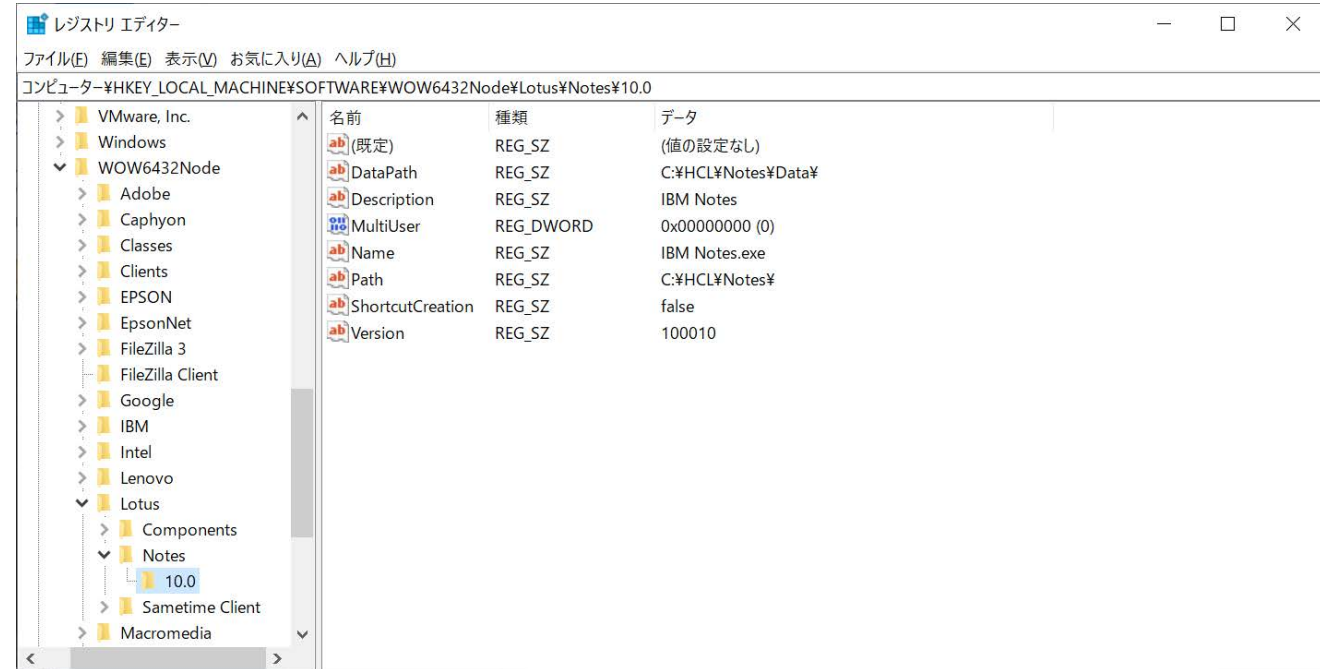 レジストリ エディター
ファイル(F) 編集(E) 表示(V) お気に入り(A) ヘルプ(H)
コンピューター¥HKEY_LOCAL_MACHINE¥SOFTWARE¥WOW6432Node¥Lotus¥Notes¥10.0
VMware, Inc.
Windows
WOW6432Node
Adobe
Caphyon
Classes
Clients
EPSON
EpsonNet
FileZilla 3
FileZilla Client
Google
IBM
Intel
Lenovo
Lotus
Components
Notes
10.0
Sametime Client
Macromedia
名前 種類 データ
(既定) REG_SZ (値の設定なし)
DataPath REG_SZ C:¥HCL¥Notes¥Data¥
Description REG_SZ IBM Notes
MultiUser REG_DWORD 0x00000000 (0)
Name REG_SZ IBM Notes.exe
Path REG_SZ C:¥HCL¥Notes¥
ShortcutCreation REG_SZ false
Version REG_SZ 100010